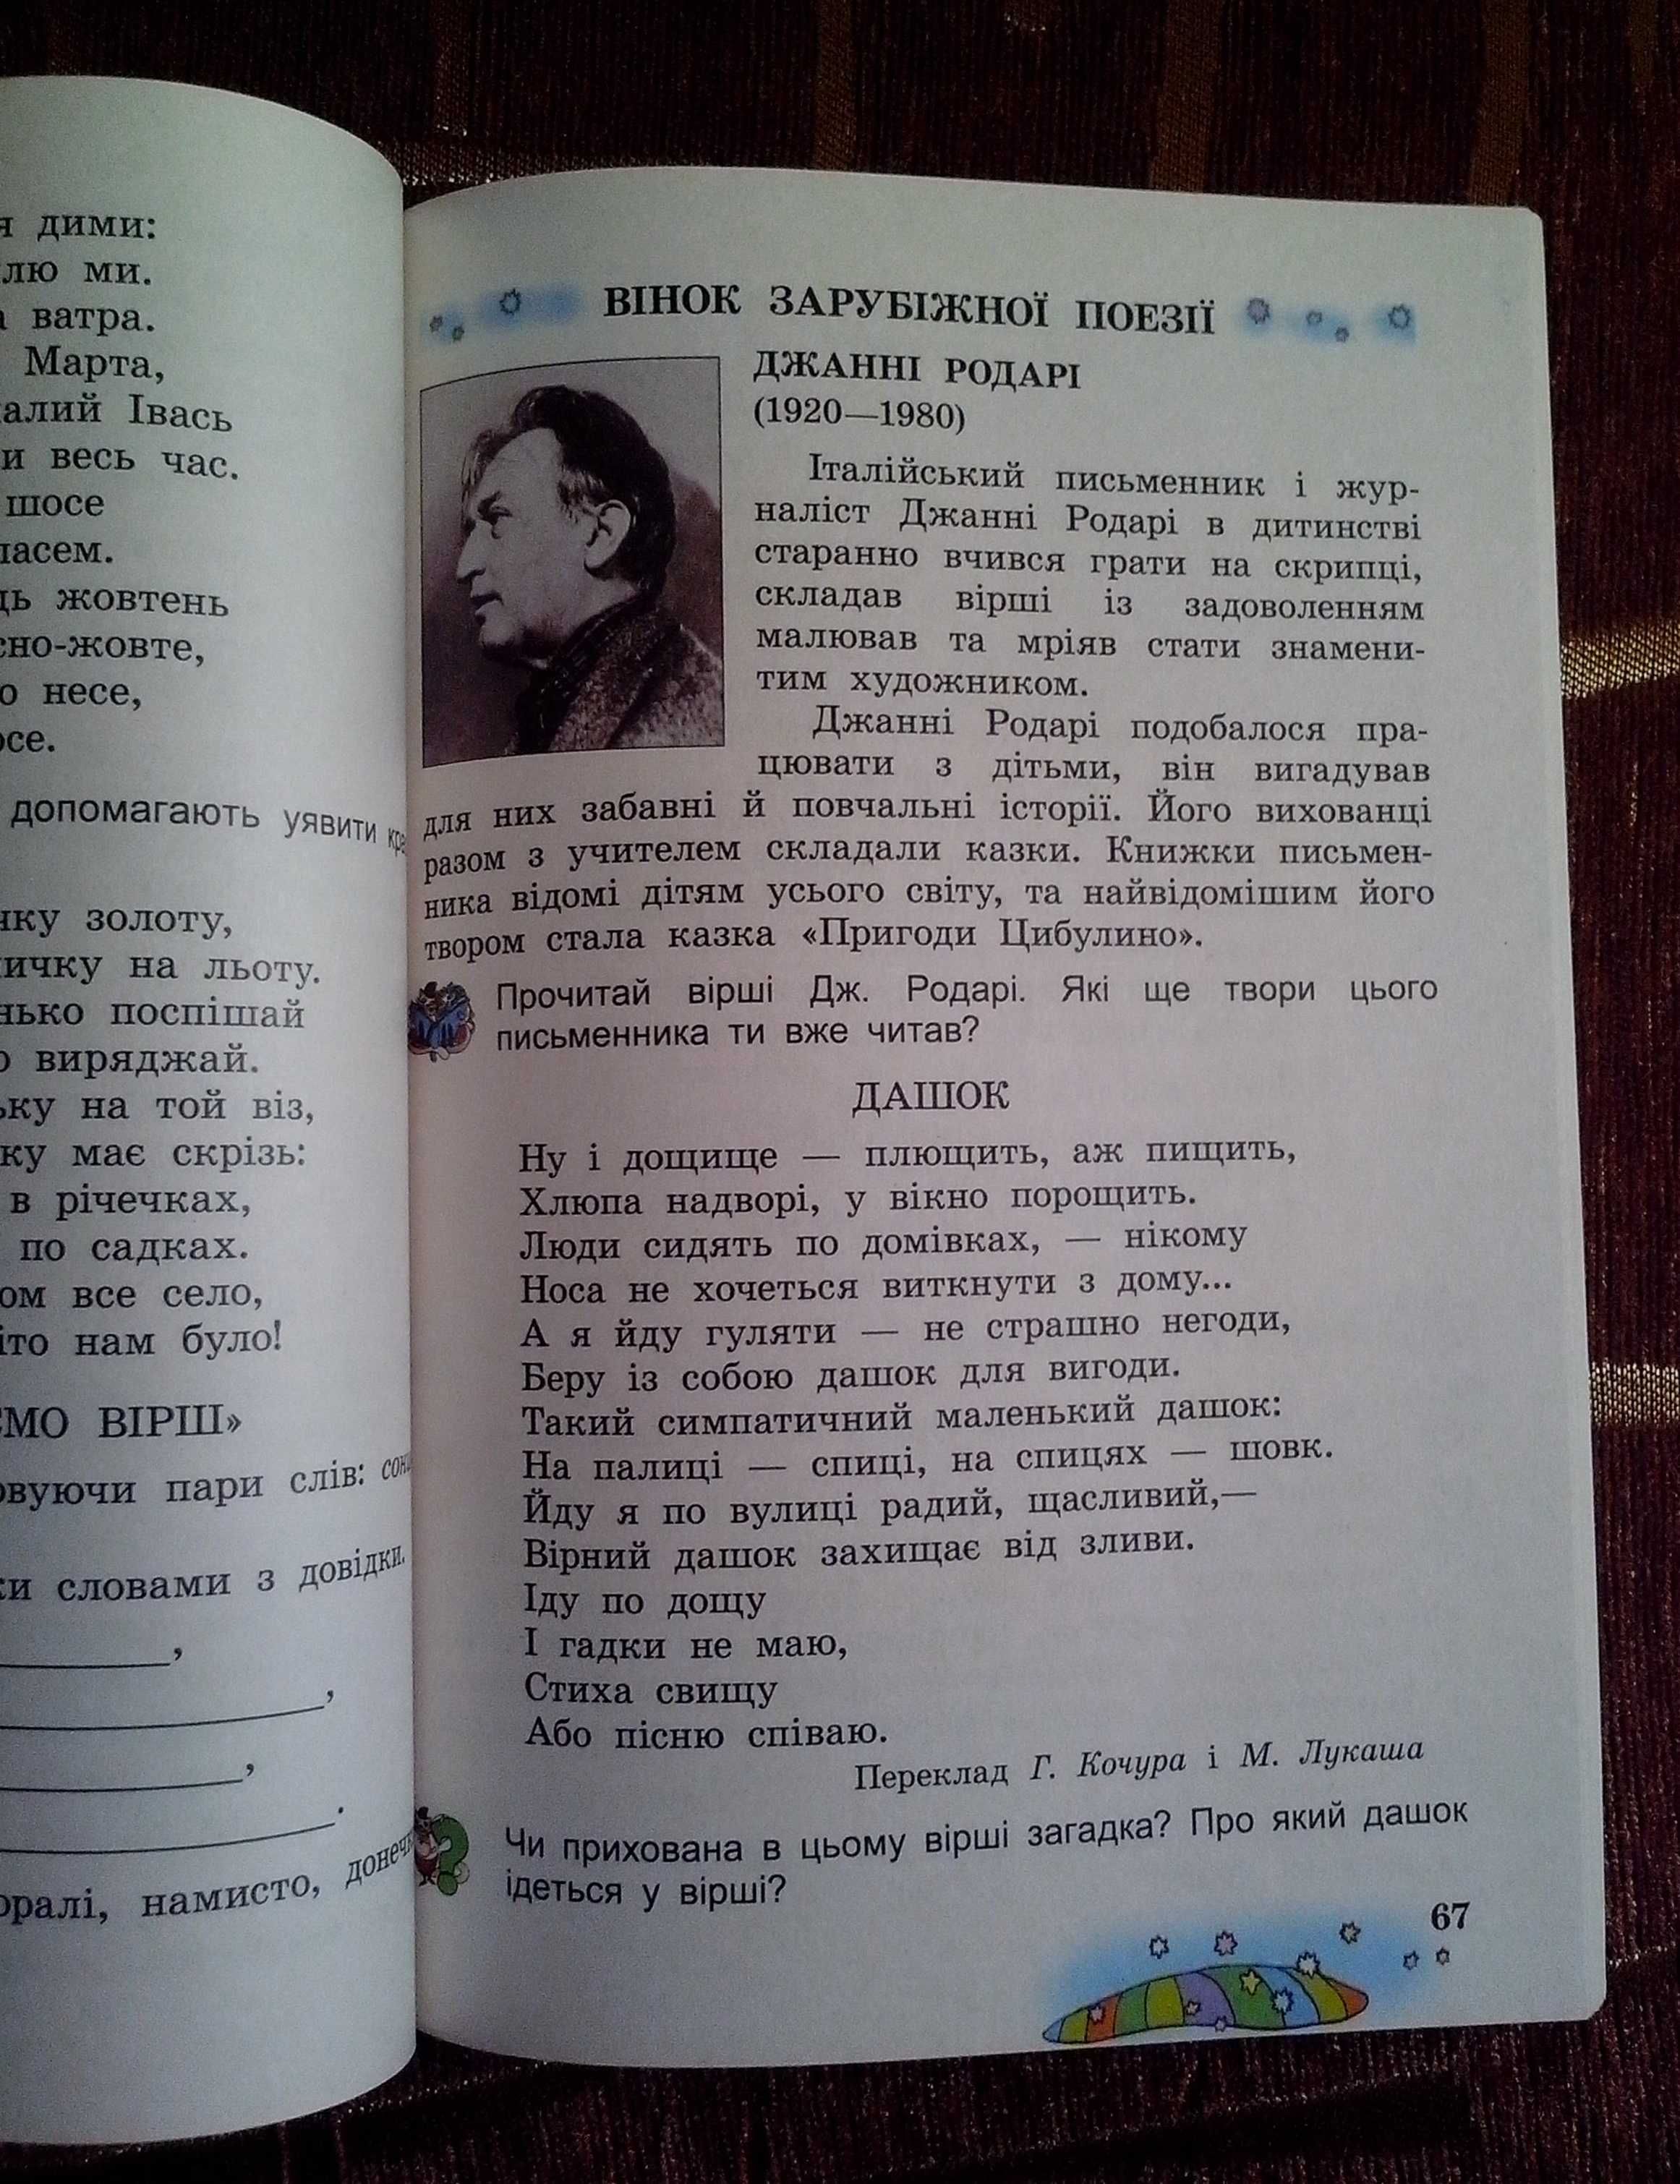 дими:
ми.
ватра.
Марта,
Івась
и весь час.
шосе
жовтень
несе,
допомагають уявити
золоту,
на льоту.
поспішай
виряджай.
на той віз,
має скрізь:
в річечках,
по садках.
все село,
нам було!
ВІРШ»
пари слів:
словами з довідки.
,
,
,
.
намисто,
ВІНОК ЗАРУБІЖНОЇ ПОЕЗІЇ
ДЖАННІ РОДАРІ
(1920—1980)
Італійський письменник і жур-
наліст Джанні Родарі в дитинстві
старанно вчився грати на скрипці,
складав вірші із задоволенням
малював та мріяв стати знамени-
тим художником.
Джанні Родарі подобалося пра-
цювати з дітьми, він вигадував
для них забавні й повчальні історії. Його вихованці
разом з учителем складали казки. Книжки письмен-
ника відомі дітям усього світу, та найвідомішим його
твором стала казка «Пригоди Цибулино».
Прочитай вірші Дж. Родарі. Які ще твори цього
письменника ти вже читав?
ДАШОК
Ну і дощище — плющить, аж пищить,
Хлюпа надворі, у вікно порощить.
Люди сидять по домівках, — нікому
Носа не хочеться виткнути з дому...
А я йду гуляти — не страшно негоди,
Беру із собою дашок для вигоди.
Такий симпатичний маленький дашок:
На палиці — спиці, на спицях — шовк.
Йду я по вулиці радий, щасливий,—
Вірний дашок захищає від зливи.
Іду по дощу
І гадки не маю,
Стиха свищу
Або пісню співаю.
Переклад Г. Кочура і М. Лукаша
Чи прихована в цьому вірші загадка? Про який дашок
ідеться у вірші?
67